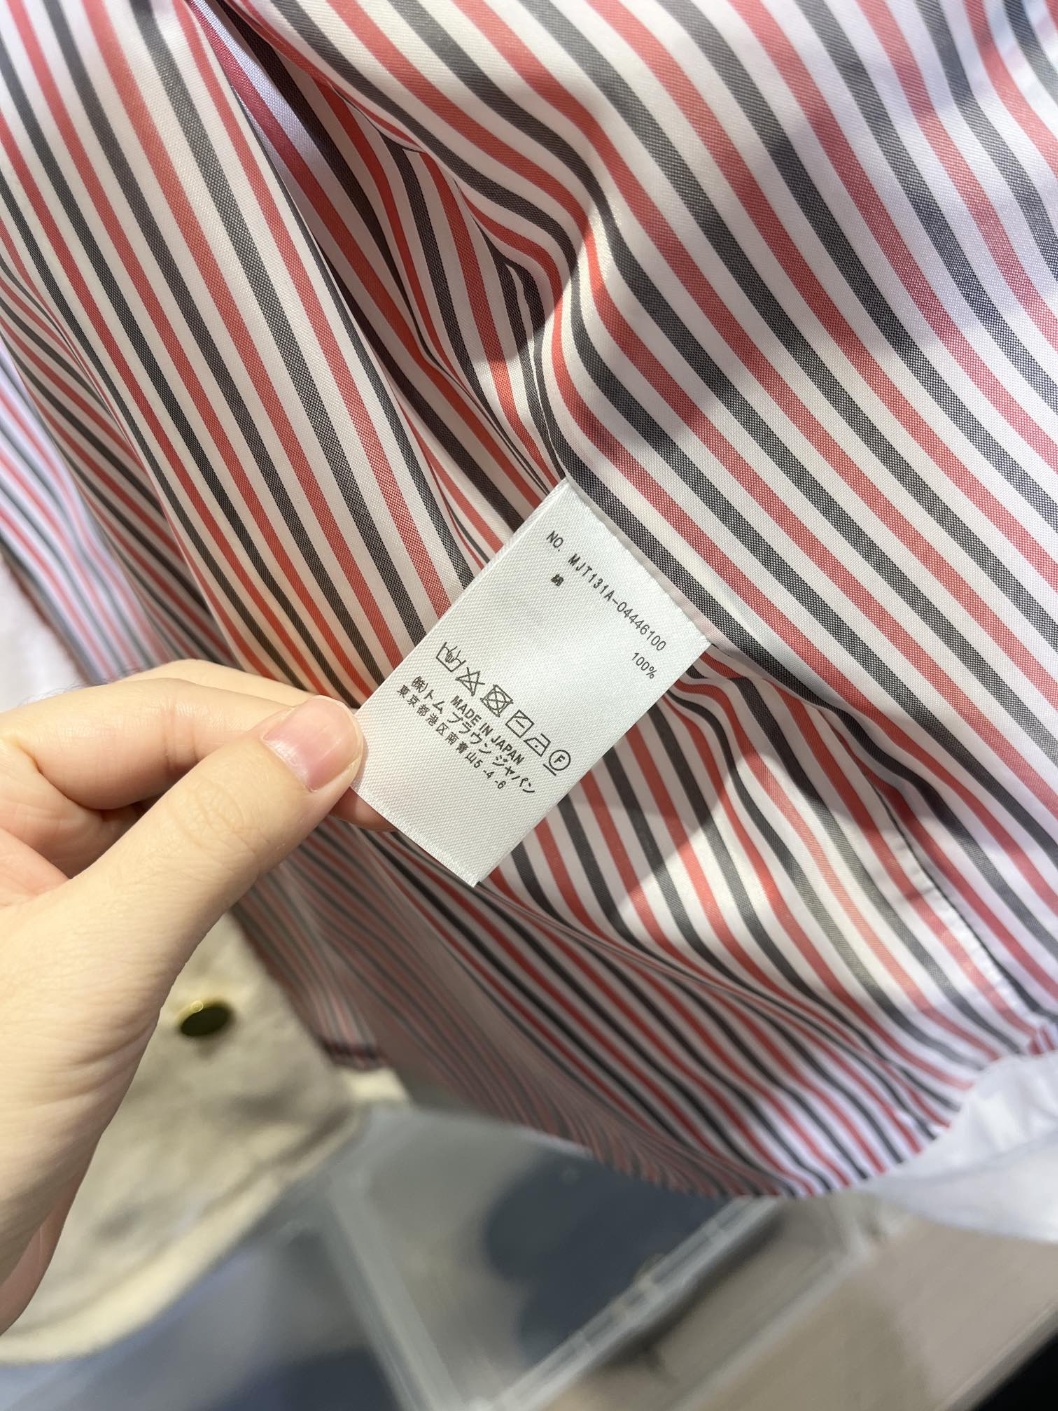 NO. MJT131A-04446100
綿 100%
F
MADE IN JAPAN
㈱トム ブラウン ジャパン
東京都港区南青山5-4-6